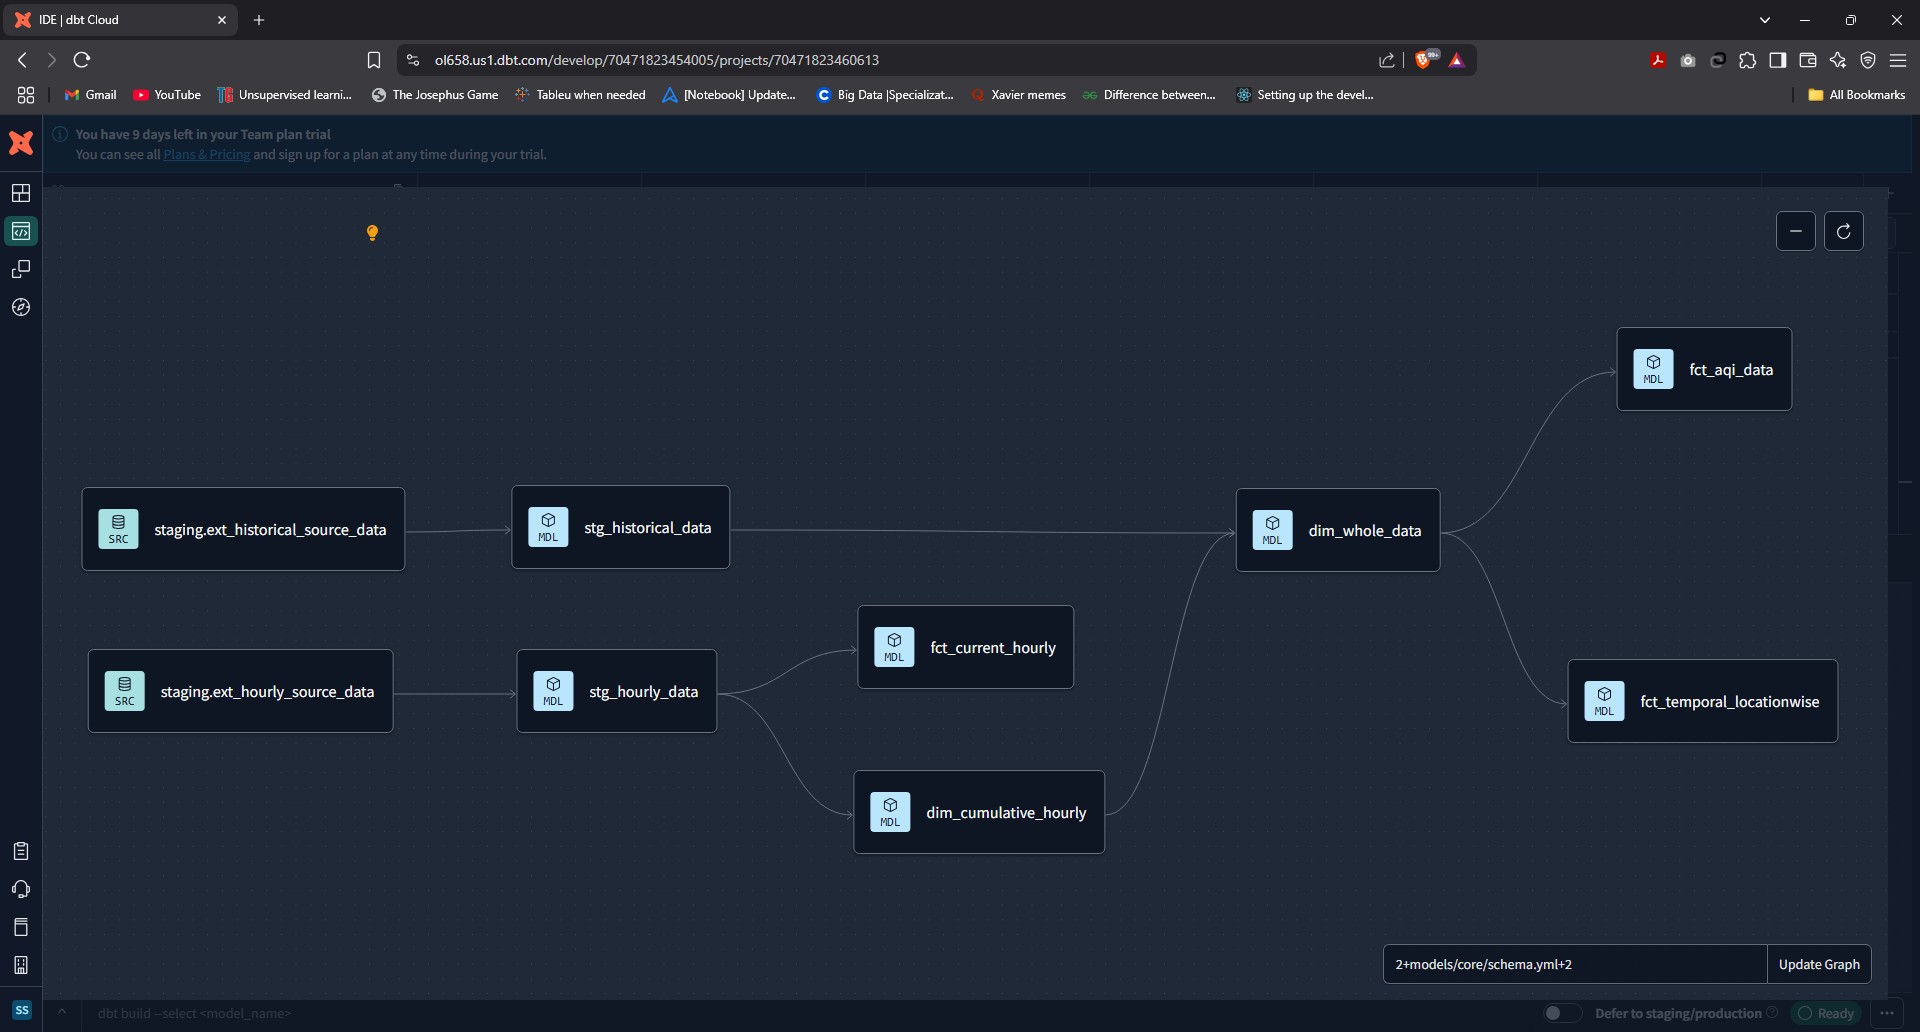 IDE | dbt Cloud
ol658.us1.dbt.com/develop/70471823454005/projects/70471823460613
99+
Gmail
YouTube
Unsupervised learni...
The Josephus Game
Tableu when needed
[Notebook] Update...
Big Data |Specializat...
Xavier memes
Difference between...
Setting up the devel...
All Bookmarks
You have 9 days left in your Team plan trial
You can see all Plans & Pricing and sign up for a plan at any time during your trial.
MDL
fct_aqi_data
SRC
staging.ext_historical_source_data
MDL
stg_historical_data
MDL
dim_whole_data
MDL
fct_current_hourly
SRC
staging.ext_hourly_source_data
MDL
stg_hourly_data
MDL
fct_temporal_locationwise
MDL
dim_cumulative_hourly
2+models/core/schema.yml+2
Update Graph
SS
dbt build --select <model_name>
Defer to staging/production
Ready